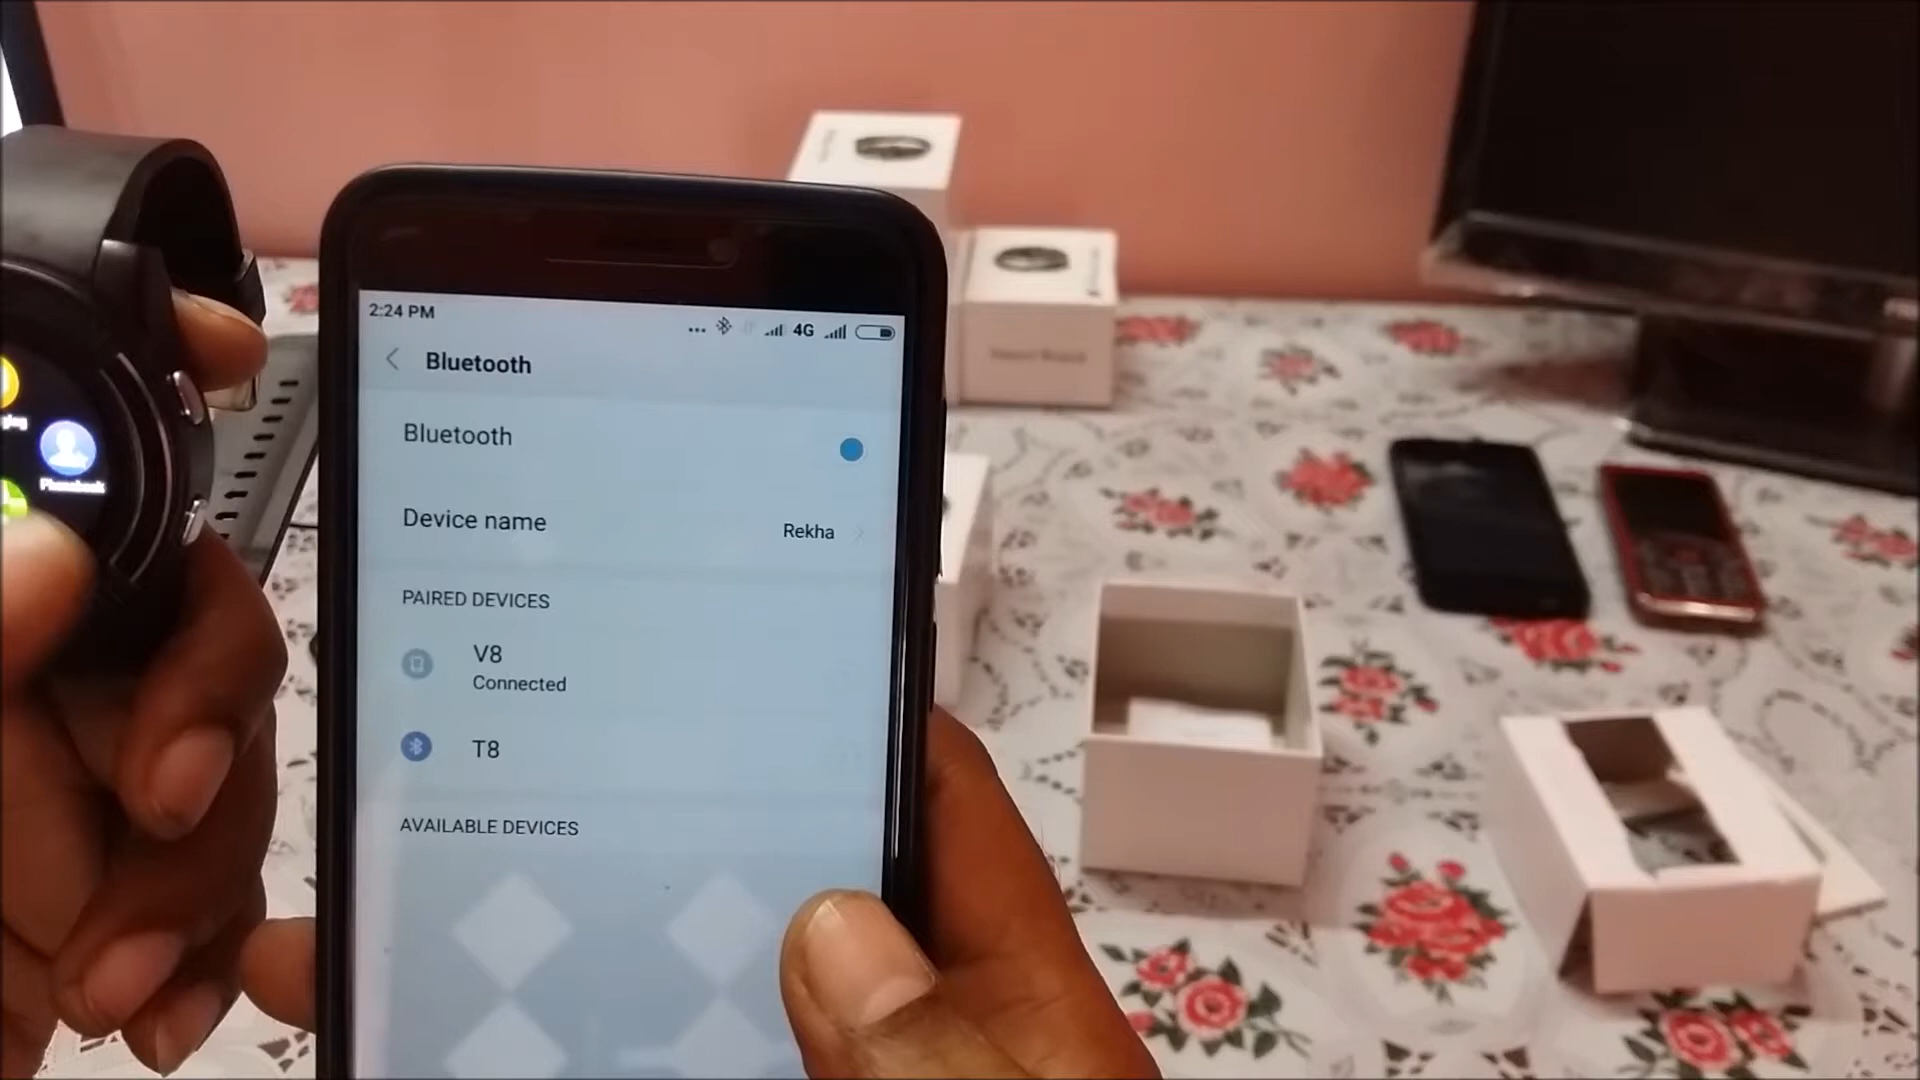 2:24 PM
4G
Bluetooth
Bluetooth
Device name
Rekha
PAIRED DEVICES
V8
Connected
T8
AVAILABLE DEVICES
Phonebook